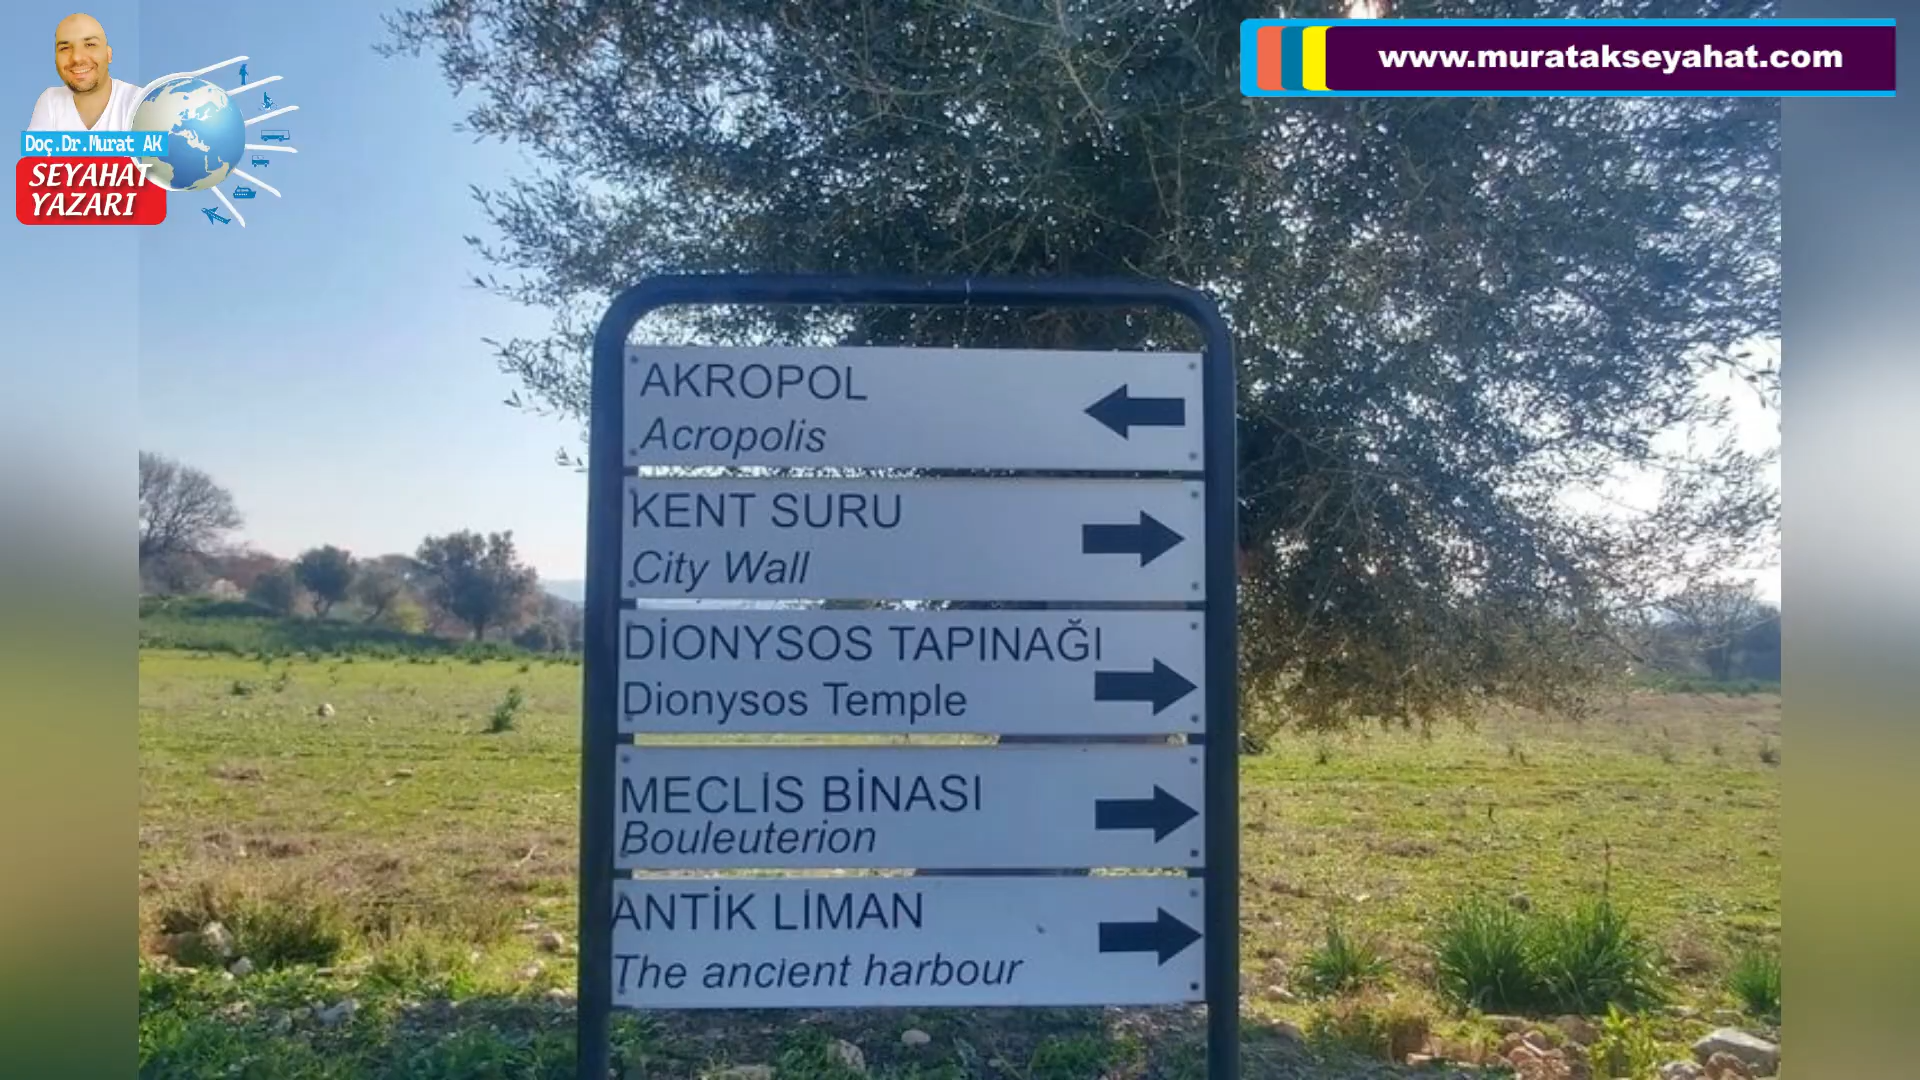 Doç.Dr.Murat AK
SEYAHAT
YAZARI
www.muratakseyahat.com
AKROPOL
Acropolis
KENT SURU
City Wall
DİONYSOS TAPINAĞI
Dionysos Temple
MECLİS BİNASI
Bouleuterion
ANTİK LİMAN
The ancient harbour